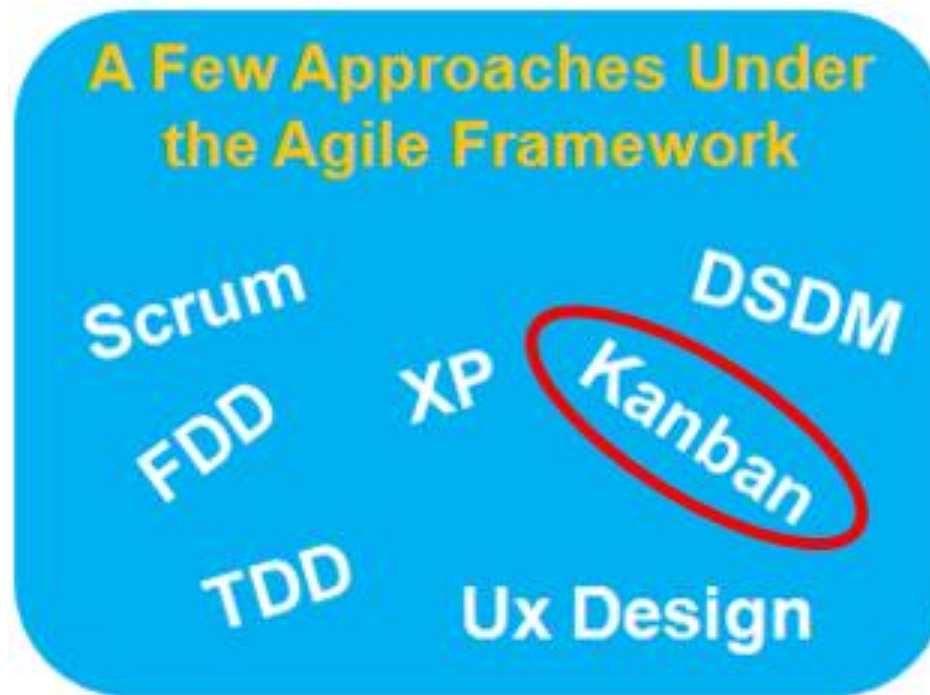 A Few Approaches Under
the Agile Framework
Scrum
DSDM
XP
Kanban
FDD
TDD
Ux Design